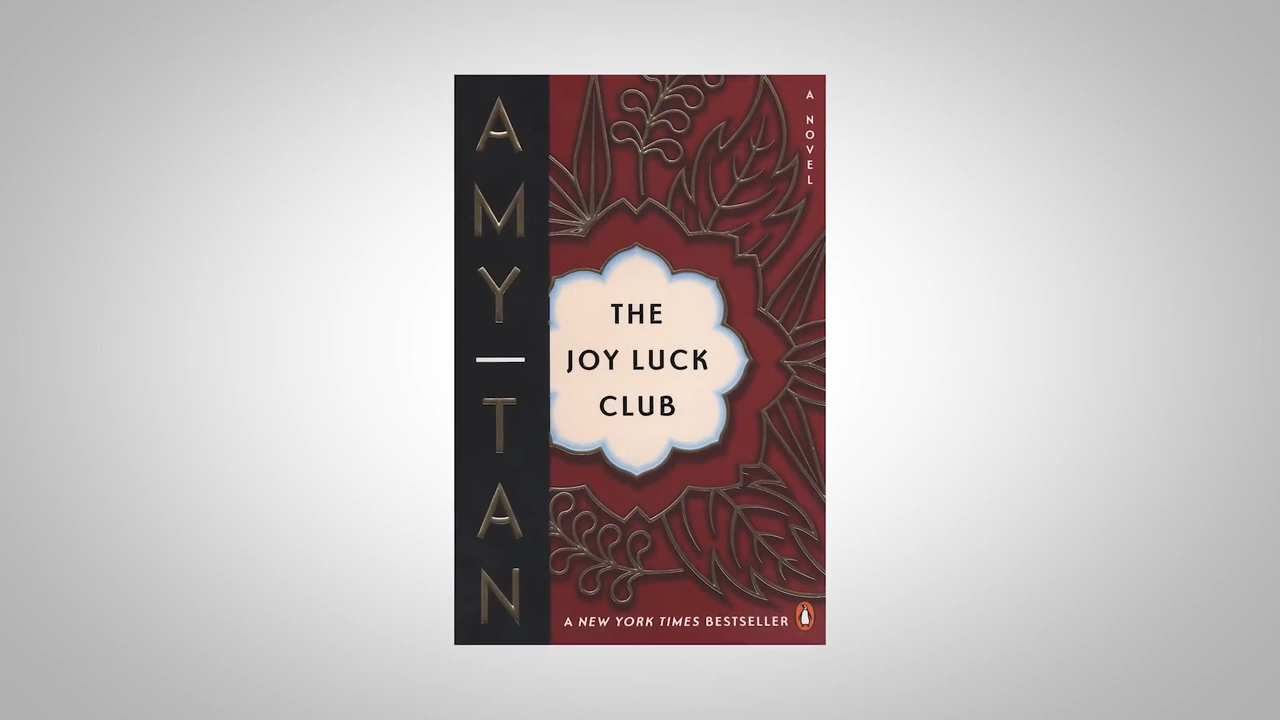 AMY — TAN
A NOVEL
THE
JOY LUCK
CLUB
A NEW YORK TIMES BESTSELLER